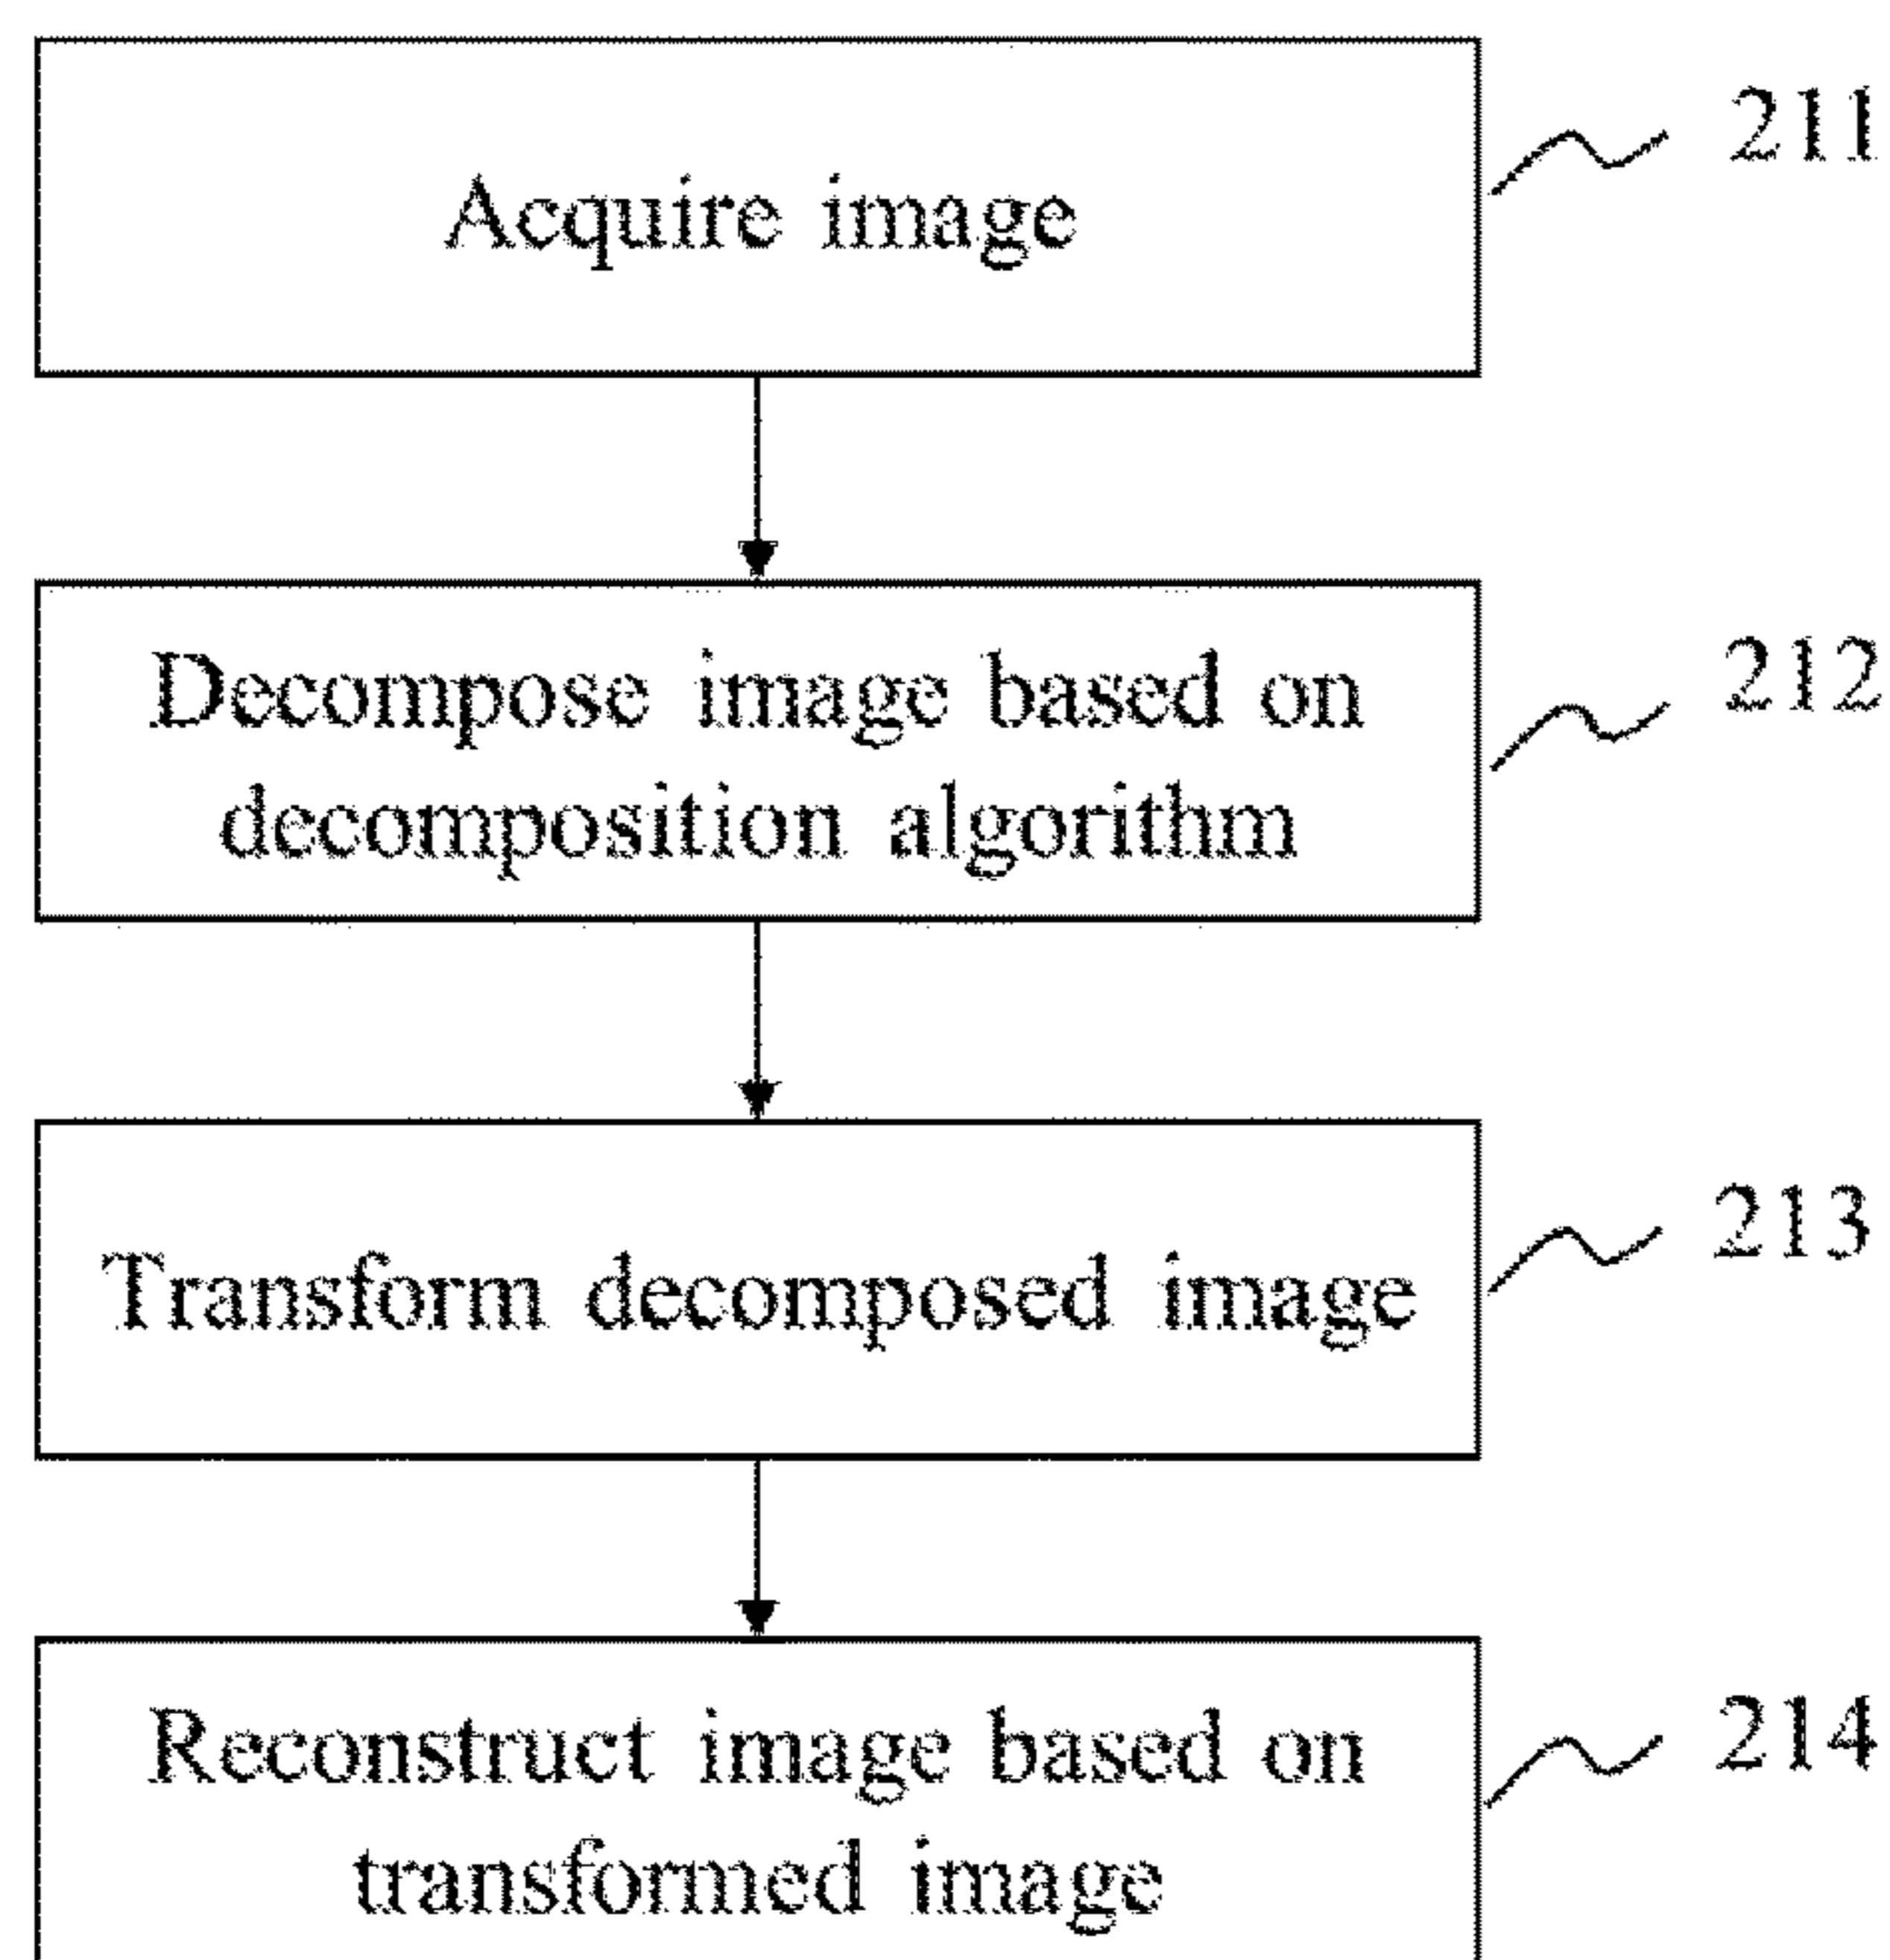 Acquire image
211
Decompose image based on
decomposition algorithm
212
Transform decomposed image
213
Reconstruct image based on
transformed image
214